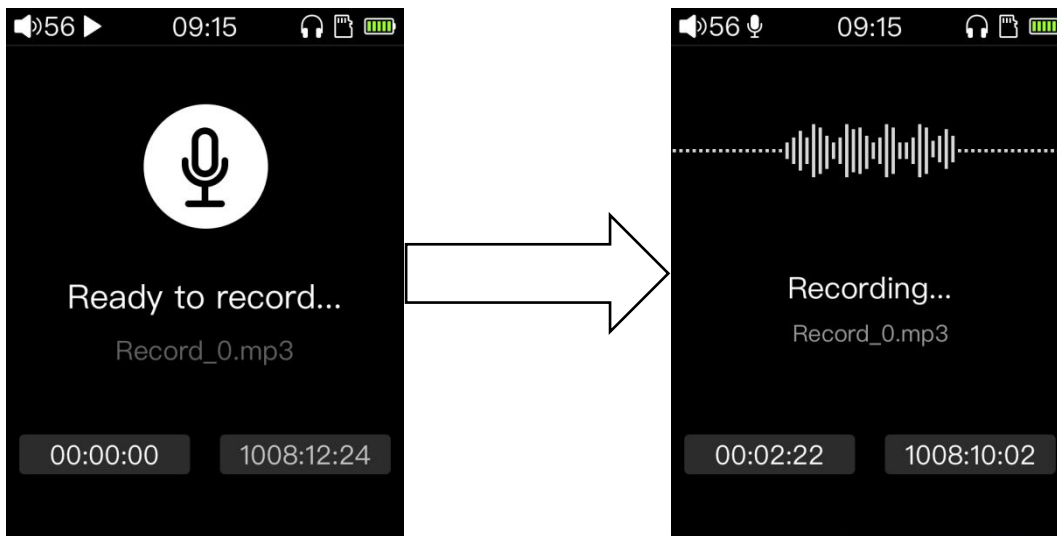 56 09:15
Ready to record...
Record_0.mp3
00:00:00 1008:12:24
56 09:15
Recording...
Record_0.mp3
00:02:22 1008:10:02